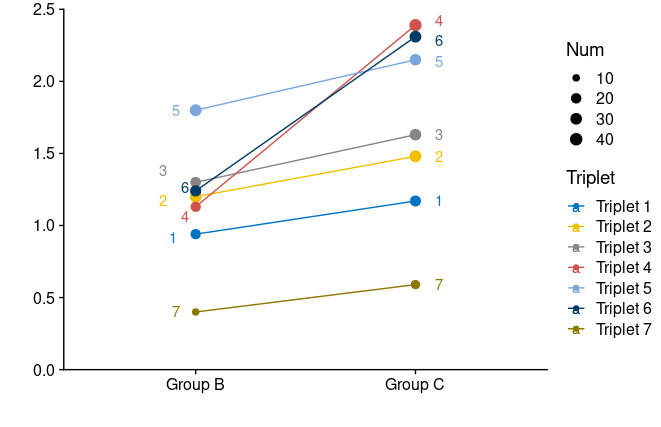 2.5
2.0
1.5
1.0
0.5
0.0
Group B
Group C
5
3
6
2
4
1
7
4
6
5
3
2
1
7
Num
10
20
30
40
Triplet
a Triplet 1
a Triplet 2
a Triplet 3
a Triplet 4
a Triplet 5
a Triplet 6
a Triplet 7